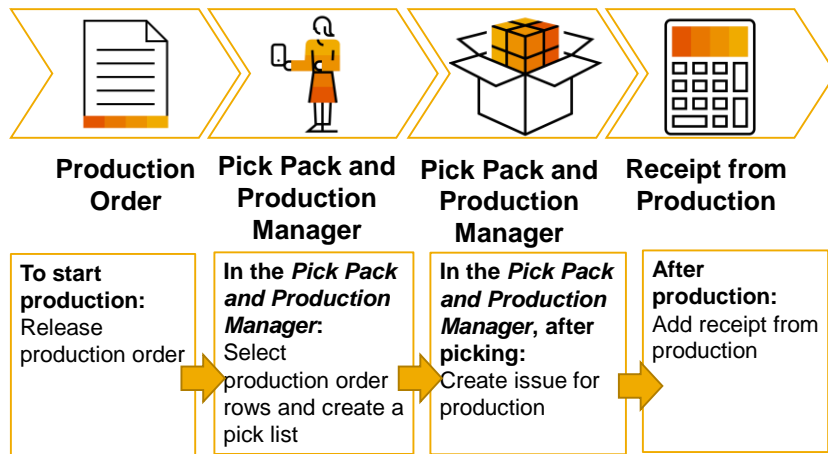 Production
Order
Pick Pack and
Production
Manager
Pick Pack and
Production
Manager
Receipt from
Production
To start
production:
Release
production order
In the Pick Pack
and Production
Manager:
Select
production order
rows and create a
pick list
In the Pick Pack
and Production
Manager, after
picking:
Create issue for
production
After
production:
Add receipt from
production